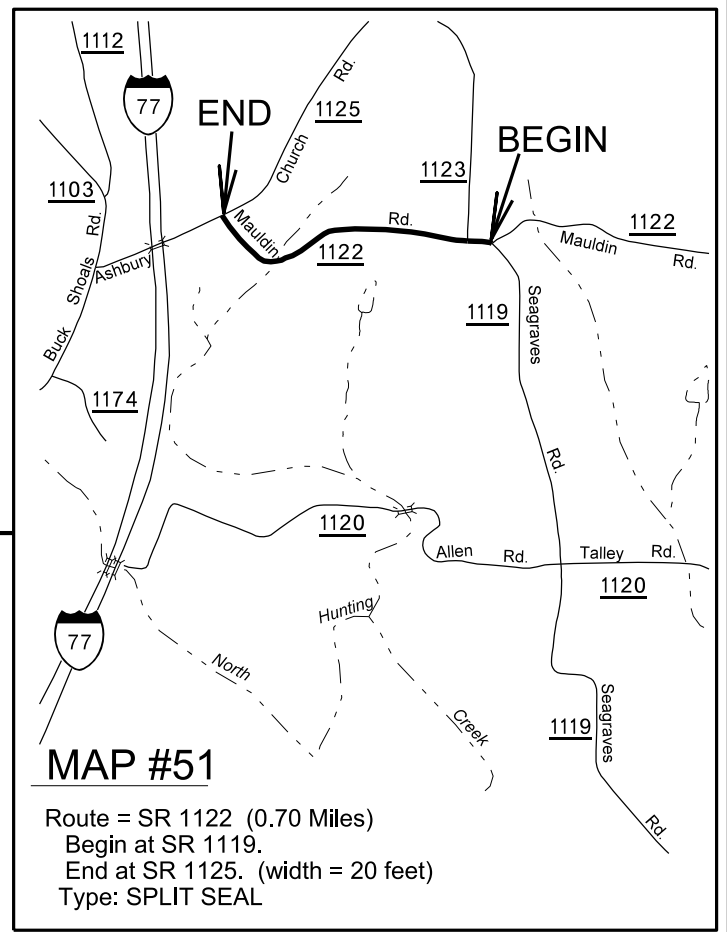 1112
77
END
Rd.
1125
Church
BEGIN
1103
Rd.
1123
Mauldin
Rd.
1122
Mauldin
1122
Rd.
Ashbury
Shoals
Buck
1119
Seagraves
1174
Rd.
1120
Allen Rd. Talley Rd.
1120
77
Hunting
North
Creek
1119
Seagraves
Rd.
MAP #51
Route = SR 1122 (0.70 Miles)
Begin at SR 1119.
End at SR 1125. (width = 20 feet)
Type: SPLIT SEAL